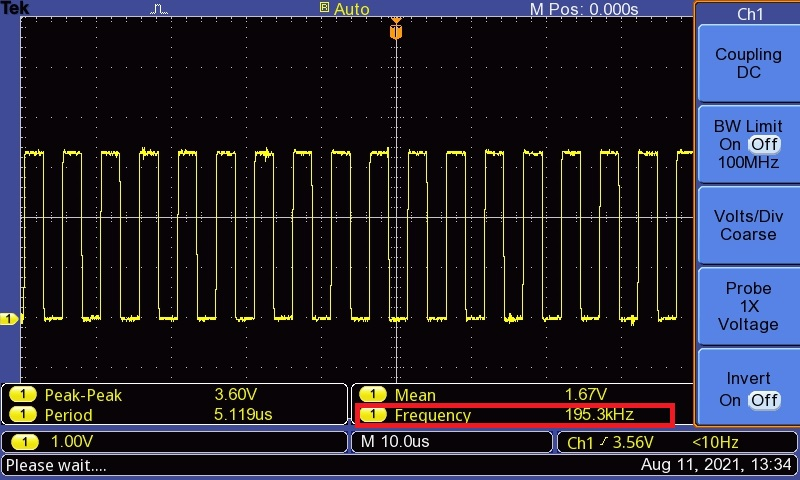 Tek
R Auto
M Pos: 0.000s
T
Ch1
Coupling
DC
BW Limit
On Off
100MHz
Volts/Div
Coarse
Probe
1X
Voltage
Invert
On Off
1
1 Peak-Peak 3.60V
1 Mean 1.67V
1 Period 5.119us
1 Frequency 195.3kHz
1 1.00V
M 10.0us
Ch1 3.56V <10Hz
Please wait....
Aug 11, 2021, 13:34